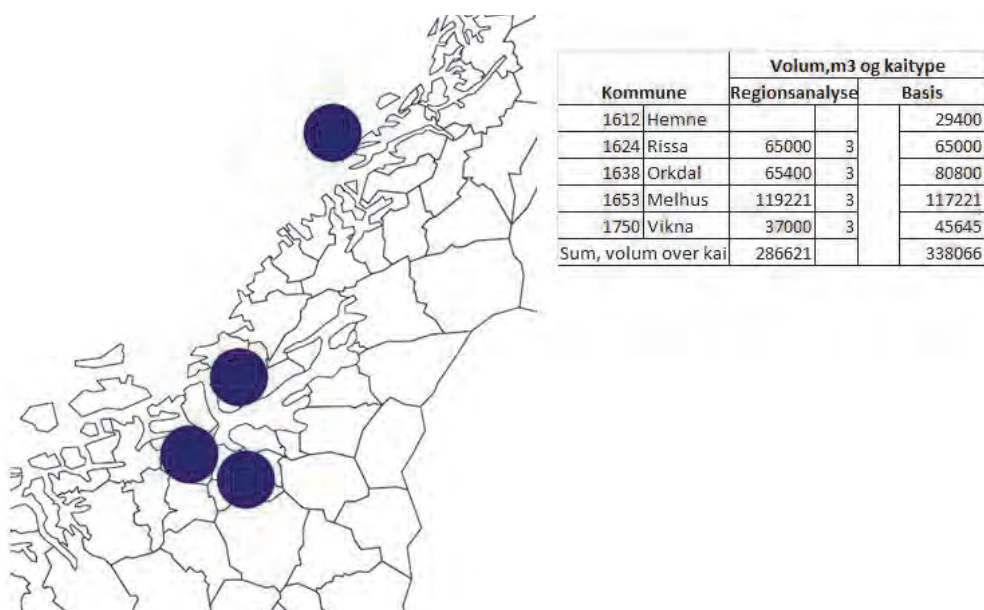 Volum,m3 og kaitype
Kommune Regionsanalyse Basis
1612 Hemne 29400
1624 Rissa 65000 3 65000
1638 Orkdal 65400 3 80800
1653 Melhus 119221 3 117221
1750 Vikna 37000 3 45645
Sum, volum over kai 286621 338066